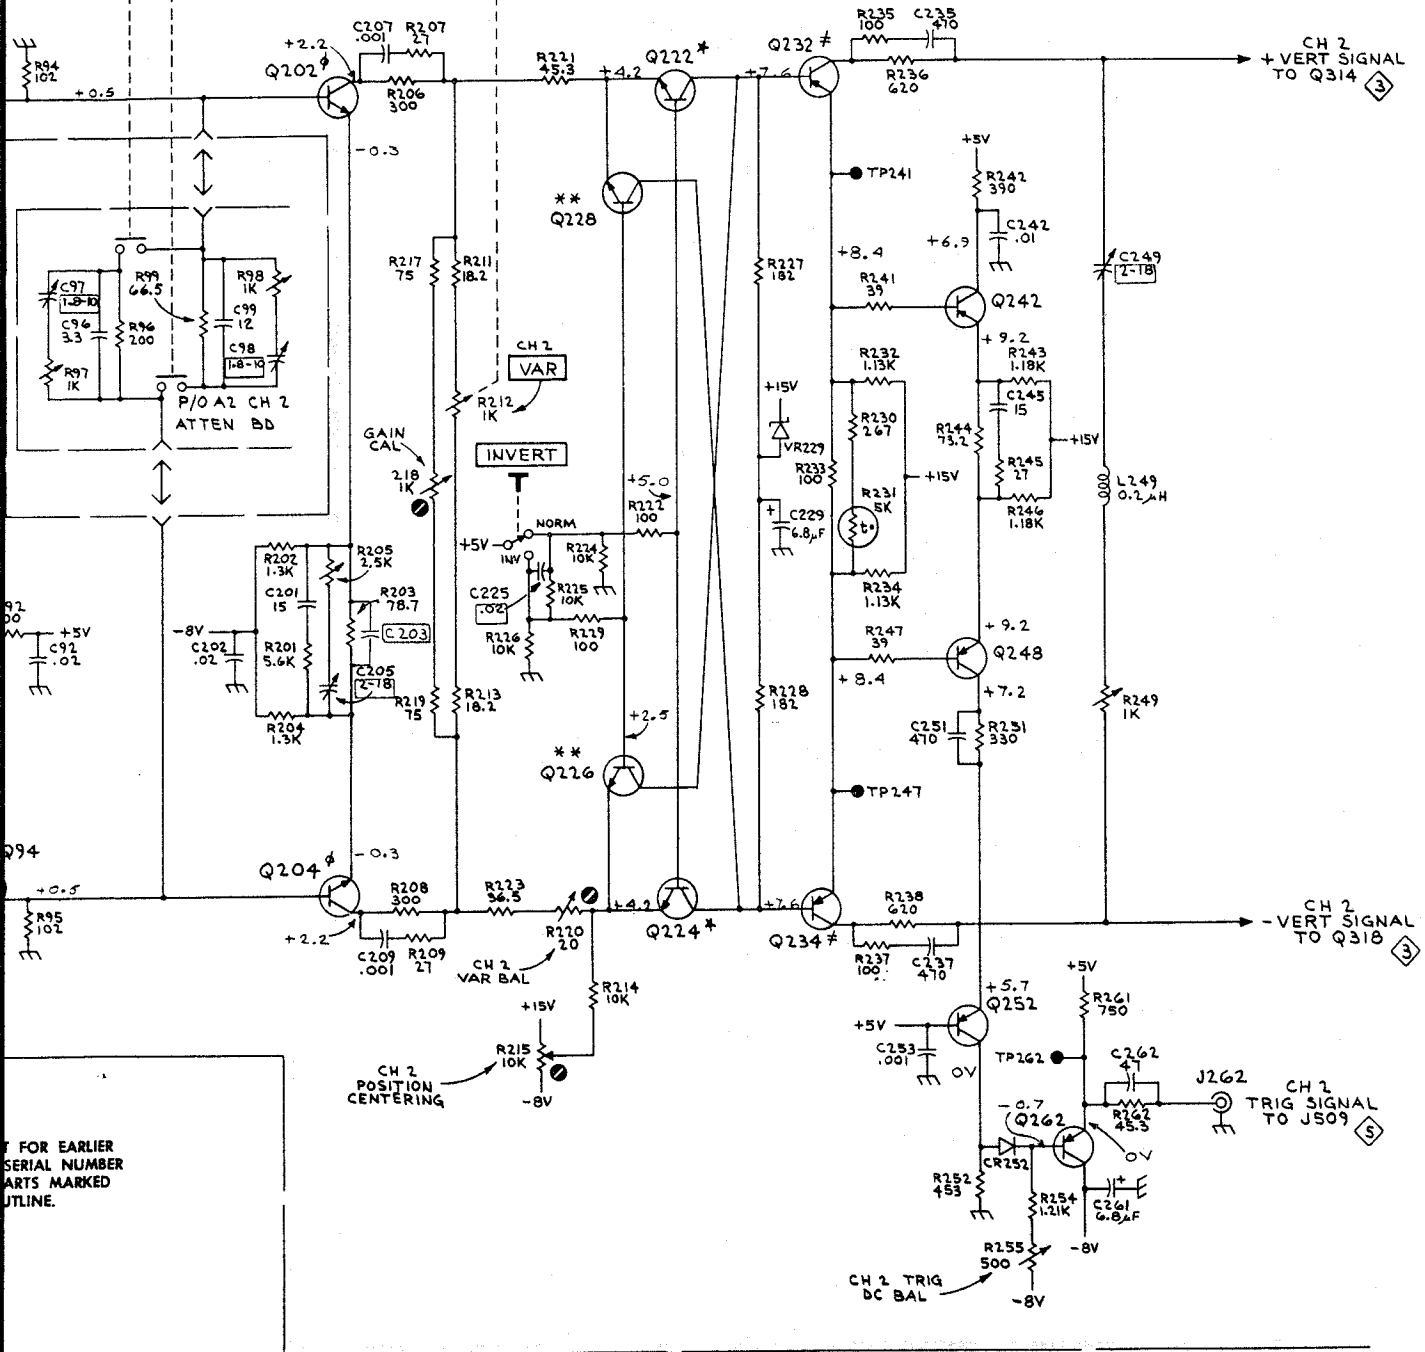 R94
102
+0.5
+2.2
Q202 ϕ
C207
.001
R207
27
R206
300
-0.3
R221
45.3
+4.2
Q222 *
+7.6
Q232 ≠
R235
100
C235
470
R236
620
CH 2
+ VERT SIGNAL
TO Q314
3
**
Q228
TP241
+5V
R242
390
C242
.01
+6.9
+8.4
R241
39
Q242
C249
2-18
R227
182
R217
75
R211
18.2
C97
1.8-10
C96
3.3
R96
200
R97
1K
R99
66.5
C99
12
R98
1K
C98
1.8-10
P/O A2 CH 2
ATTEN BD
CH 2
VAR
R212
1K
GAIN
CAL
218
1K
INVERT
+5V
NORM
INV
+5.0
R222
100
R224
10K
C225
.02
R225
10K
R226
10K
R229
100
+15V
VR229
C229
6.8µF
R233
100
R232
1.13K
R230
267
R231
5K
t°
+15V
R234
1.13K
+9.2
R243
1.18K
C245
15
R244
73.2
R245
27
R246
1.18K
+15V
L249
0.2µH
R202
1.3K
R205
2.5K
C201
15
R203
78.7
C203
-8V
C202
.02
R201
5.6K
C205
2-18
R204
1.3K
92
+5V
C92
.02
R219
75
R213
18.2
+2.5
**
Q226
R228
182
R247
39
+8.4
+9.2
Q248
+7.2
C251
470
R251
330
R249
1K
TP247
Q94
+0.5
R95
102
Q204 ϕ
-0.3
+2.2
R208
300
C209
.001
R209
27
R223
36.5
R220
20
CH 2
VAR BAL
+4.2
Q224 *
+7.6
Q234 ≠
R238
620
R237
100
C237
470
CH 2
-VERT SIGNAL
TO Q318
3
R214
10K
+15V
R215
10K
-8V
CH 2
POSITION
CENTERING
+5.7
Q252
+5V
C253
.001
0V
+5V
R261
750
TP262
C262
47
R262
45.3
J262
CH 2
TRIG SIGNAL
TO J509
5
-0.7
Q262
0V
CR252
R252
453
R254
1.21K
C261
6.8µF
-8V
R255
500
-8V
CH 2 TRIG
DC BAL
T FOR EARLIER
SERIAL NUMBER
ARTS MARKED
UTLINE.